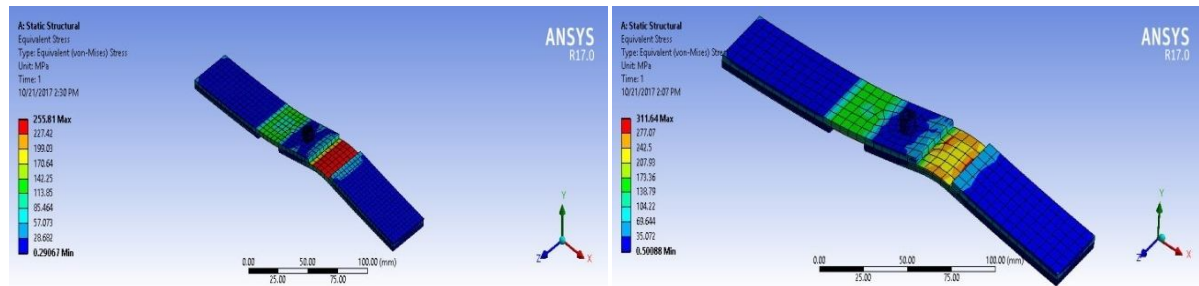 A: Static Structural
Equivalent Stress
Type: Equivalent (von-Mises) Stress
Unit: MPa
Time: 1
10/21/2017 2:30 PM
255.81 Max
227.42
199.03
170.64
142.25
113.85
85.464
57.073
28.682
0.29067 Min
ANSYS
R17.0
Y
Z
X
0.00 50.00 100.00 (mm)
25.00 75.00
A: Static Structural
Equivalent Stress
Type: Equivalent (von-Mises) Stre
Unit: MPa
Time: 1
10/21/2017 2:07 PM
311.64 Max
277.07
242.5
207.93
173.36
138.79
104.22
69.644
35.072
0.50088 Min
ANSYS
R17.0
Y
Z
X
0.00 50.00 100.00 (mm)
25.00 75.00